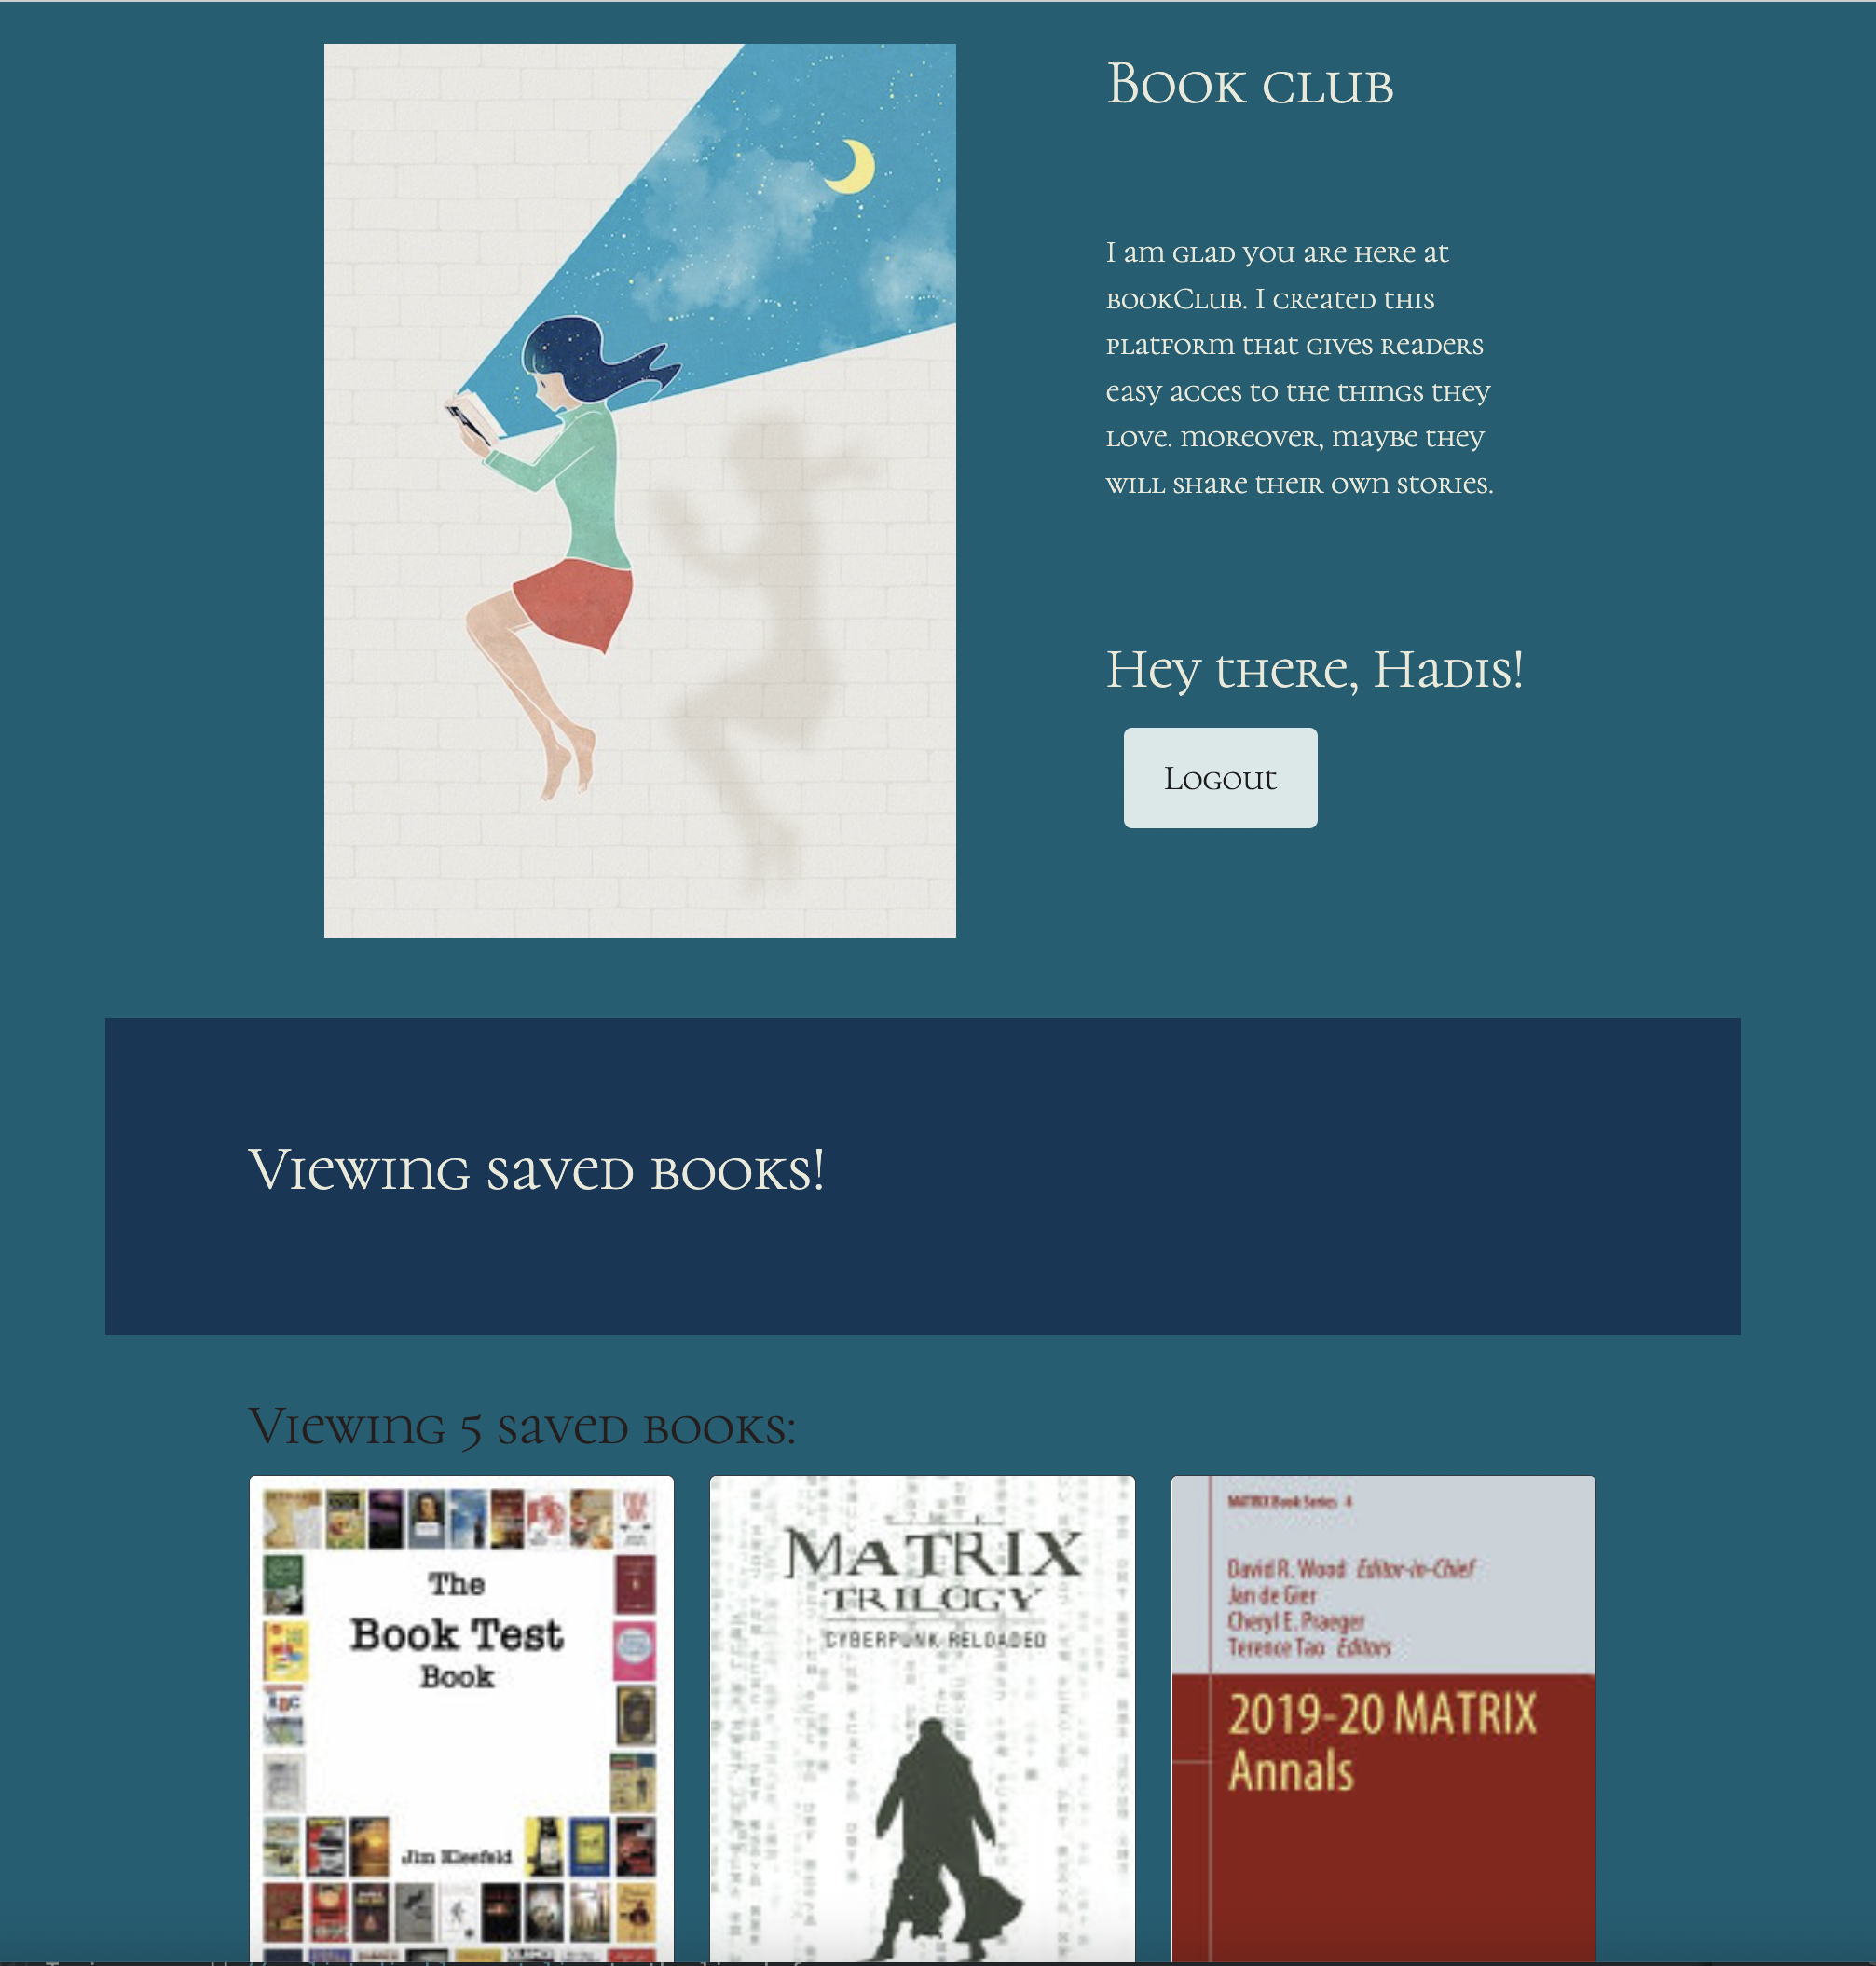 Book club
I am glad you are here at
bookClub. I created this
platform that gives readers
easy acces to the things they
love. moreover, maybe they
will share their own stories.
Hey there, Hadis!
Logout
Viewing saved books!
Viewing 5 saved books:
The
Book Test
Book
Jim Kleefeld
MATRIX
TRILOGY
CYBERPUNK RELOADED
MATRIX Book Series 4
David R. Wood Editor-in-Chief
Jan de Gier
Cheryl E. Praeger
Terence Tao Editors
2019-20 MATRIX
Annals